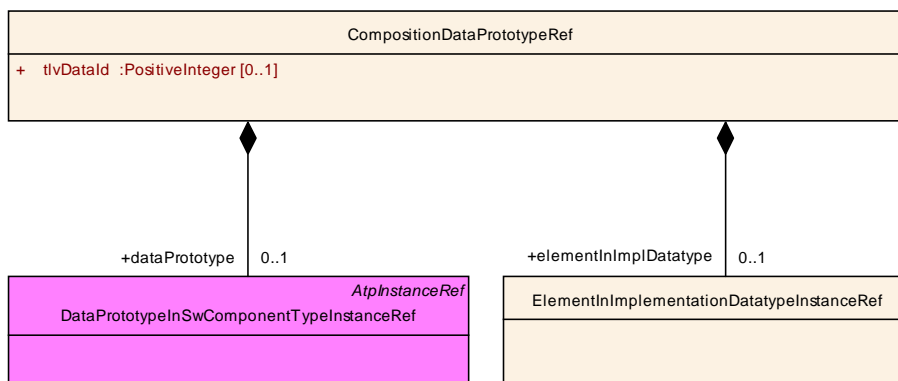 CompositionDataPrototypeRef
+ tlvDataId :PositiveInteger [0..1]
+dataPrototype 0..1
+elementInImplDatatype 0..1
AtpInstanceRef
DataPrototypeInSwComponentTypeInstanceRef
ElementInImplementationDatatypeInstanceRef